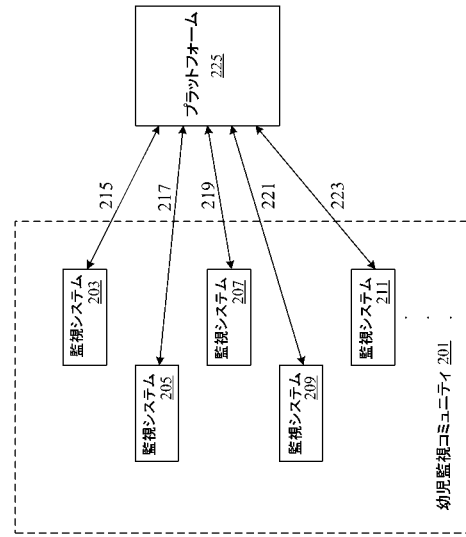 プラットフォーム
225
215
217
219
221
223
監視システム
203
監視システム
205
監視システム
207
監視システム
209
監視システム
211
. . .
幼児監視コミュニティ 201